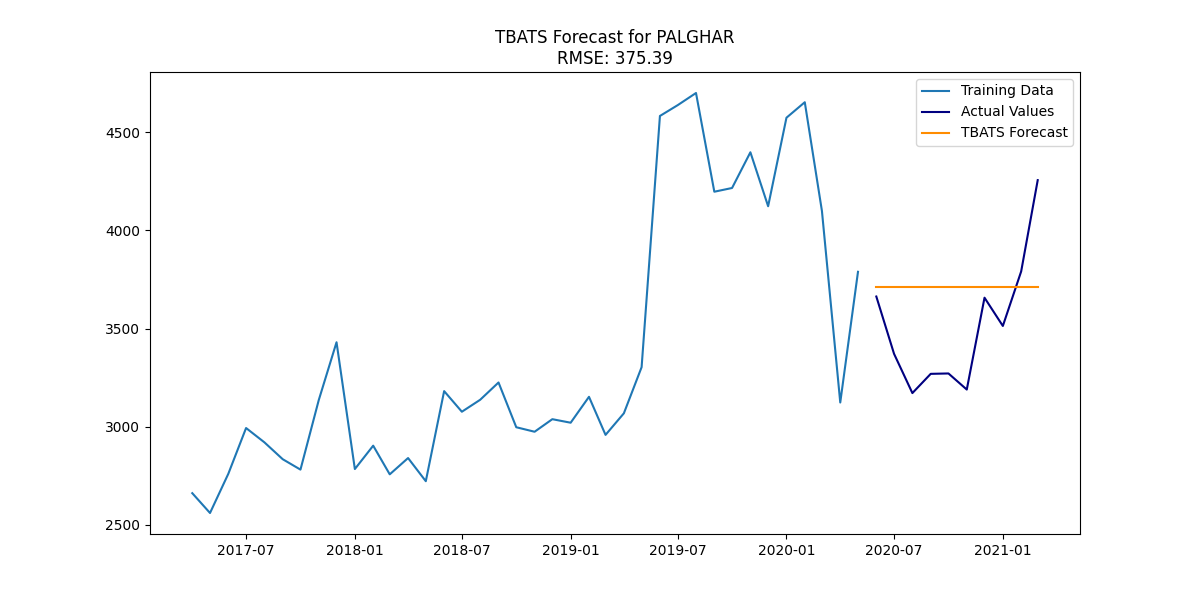 TBATS Forecast for PALGHAR
RMSE: 375.39
Training Data
Actual Values
TBATS Forecast
4500
4000
3500
3000
2500
2017-07 2018-01 2018-07 2019-01 2019-07 2020-01 2020-07 2021-01